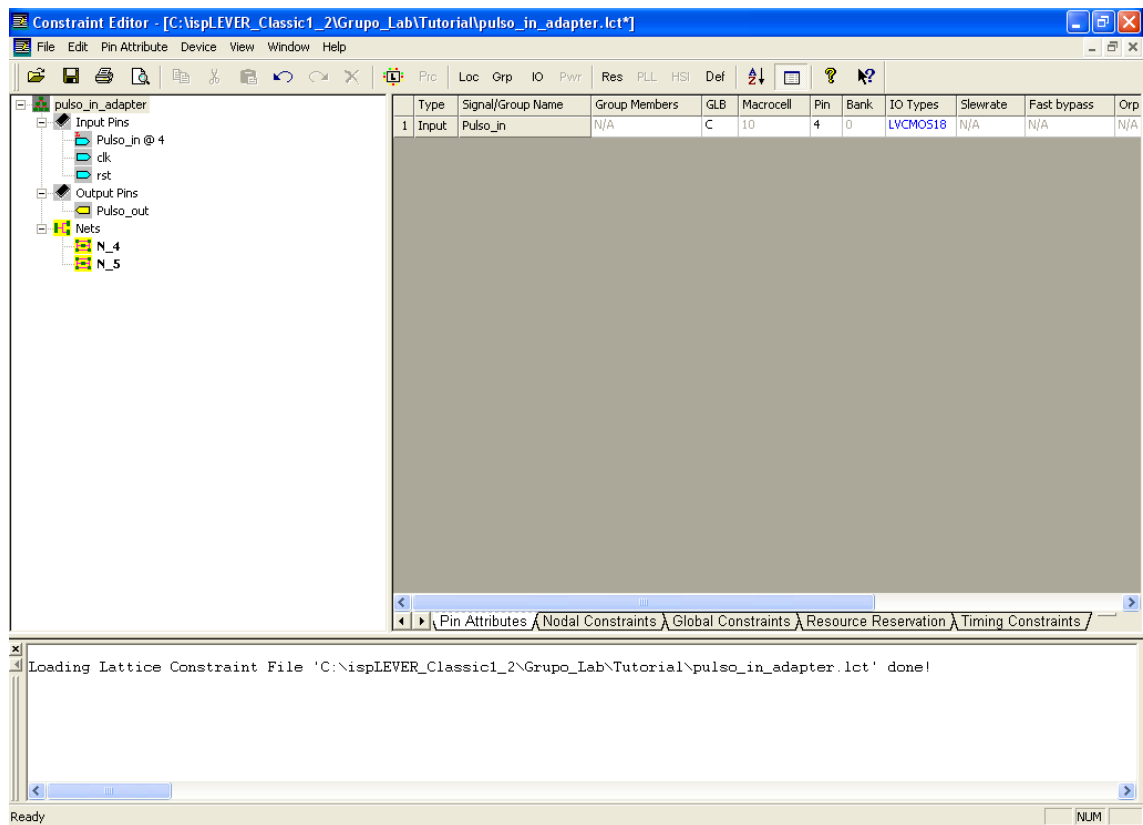 Constraint Editor - [C:\ispLEVER_Classic1_2\Grupo_Lab\Tutorial\pulso_in_adapter.lct*]
File Edit Pin Attribute Device View Window Help
Prc Loc Grp IO Pwr Res PLL HSI Def
pulso_in_adapter
Input Pins
Pulso_in @ 4
clk
rst
Output Pins
Pulso_out
Nets
N_4
N_5
Type Signal/Group Name Group Members GLB Macrocell Pin Bank IO Types Slewrate Fast bypass Orp
1 Input Pulso_in N/A C 10 4 0 LVCMOS18 N/A N/A N/A
Pin Attributes Nodal Constraints Global Constraints Resource Reservation Timing Constraints
Loading Lattice Constraint File 'C:\ispLEVER_Classic1_2\Grupo_Lab\Tutorial\pulso_in_adapter.lct' done!
Ready NUM